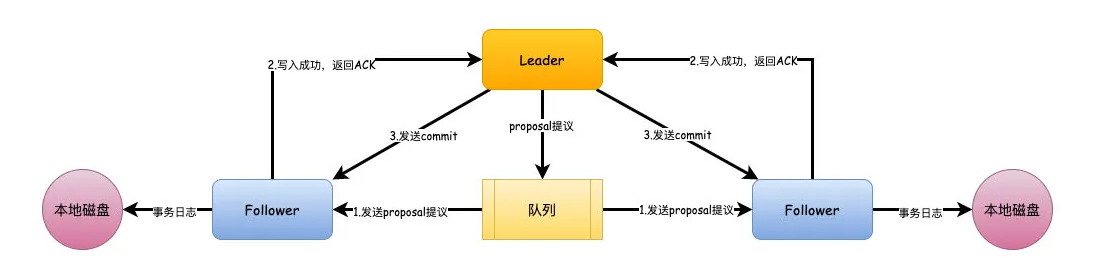 Leader
2.写入成功，返回ACK
2.写入成功，返回ACK
3.发送commit
proposal提议
3.发送commit
本地磁盘
事务日志
Follower
1.发送proposal提议
队列
1.发送proposal提议
Follower
事务日志
本地磁盘